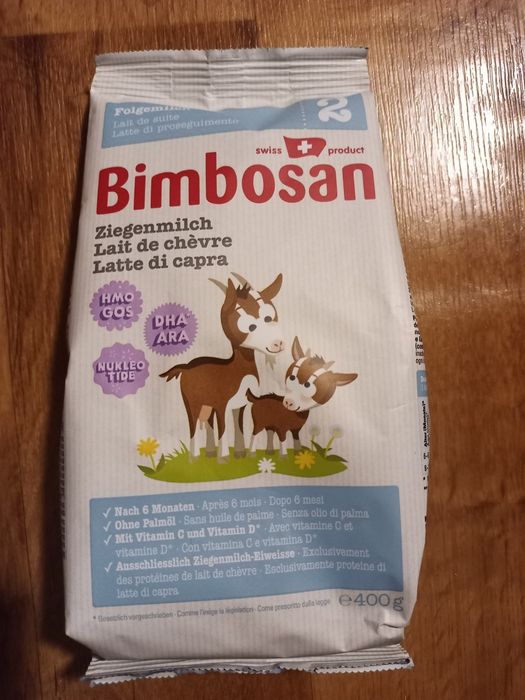 Folgemilch
Lait de suite
Latte di proseguimento
2
swiss product
Bimbosan
Ziegenmilch
Lait de chèvre
Latte di capra
HMO
GOS
DHA
ARA
NUKLEO
TIDE
✓ Nach 6 Monaten · Après 6 mois · Dopo 6 mesi
✓ Ohne Palmöl · Sans huile de palme · Senza olio di palma
✓ Mit Vitamin C und Vitamin D* · Avec vitamine C et
vitamine D* · Con vitamina C e vitamina D*
✓ Ausschliesslich Ziegenmilch-Eiweisse · Exclusivement
des protéines de lait de chèvre · Esclusivamente proteine di
latte di capra
* Gesetzlich vorgeschrieben · Comme l'exige la législation · Come prescritto dalla legge
℮400g